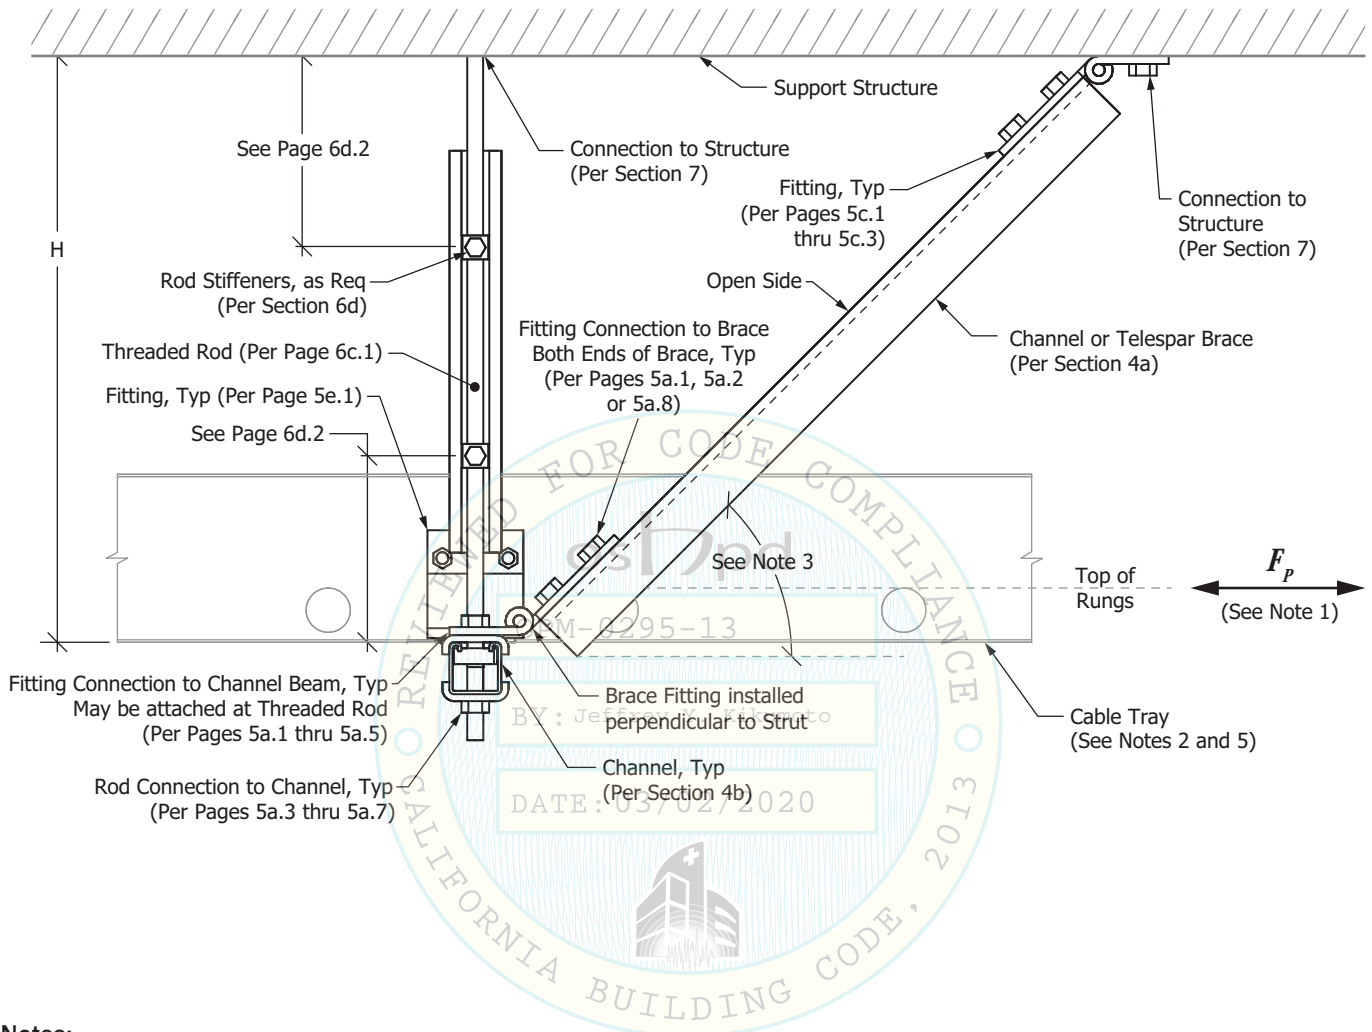 Support Structure
See Page 6d.2
Connection to Structure
(Per Section 7)
Fitting, Typ
(Per Pages 5c.1
thru 5c.3)
Connection to
Structure
(Per Section 7)
H
Rod Stiffeners, as Req
(Per Section 6d)
Open Side
Fitting Connection to Brace
Both Ends of Brace, Typ
(Per Pages 5a.1, 5a.2
or 5a.8)
Channel or Telespar Brace
(Per Section 4a)
Threaded Rod (Per Page 6c.1)
Fitting, Typ (Per Page 5e.1)
See Page 6d.2
See Note 3
Top of
Rungs
Fp
(See Note 1)
Fitting Connection to Channel Beam, Typ
May be attached at Threaded Rod
(Per Pages 5a.1 thru 5a.5)
Brace Fitting installed
perpendicular to Strut
Cable Tray
(See Notes 2 and 5)
Rod Connection to Channel, Typ
(Per Pages 5a.3 thru 5a.7)
Channel, Typ
(Per Section 4b)
REVIEWED FOR CODE COMPLIANCE
oshpd
OPM-0295-13
BY: Jeffrey Y. Kikumoto
DATE: 03/02/2020
CALIFORNIA BUILDING CODE, 2013
Notes: